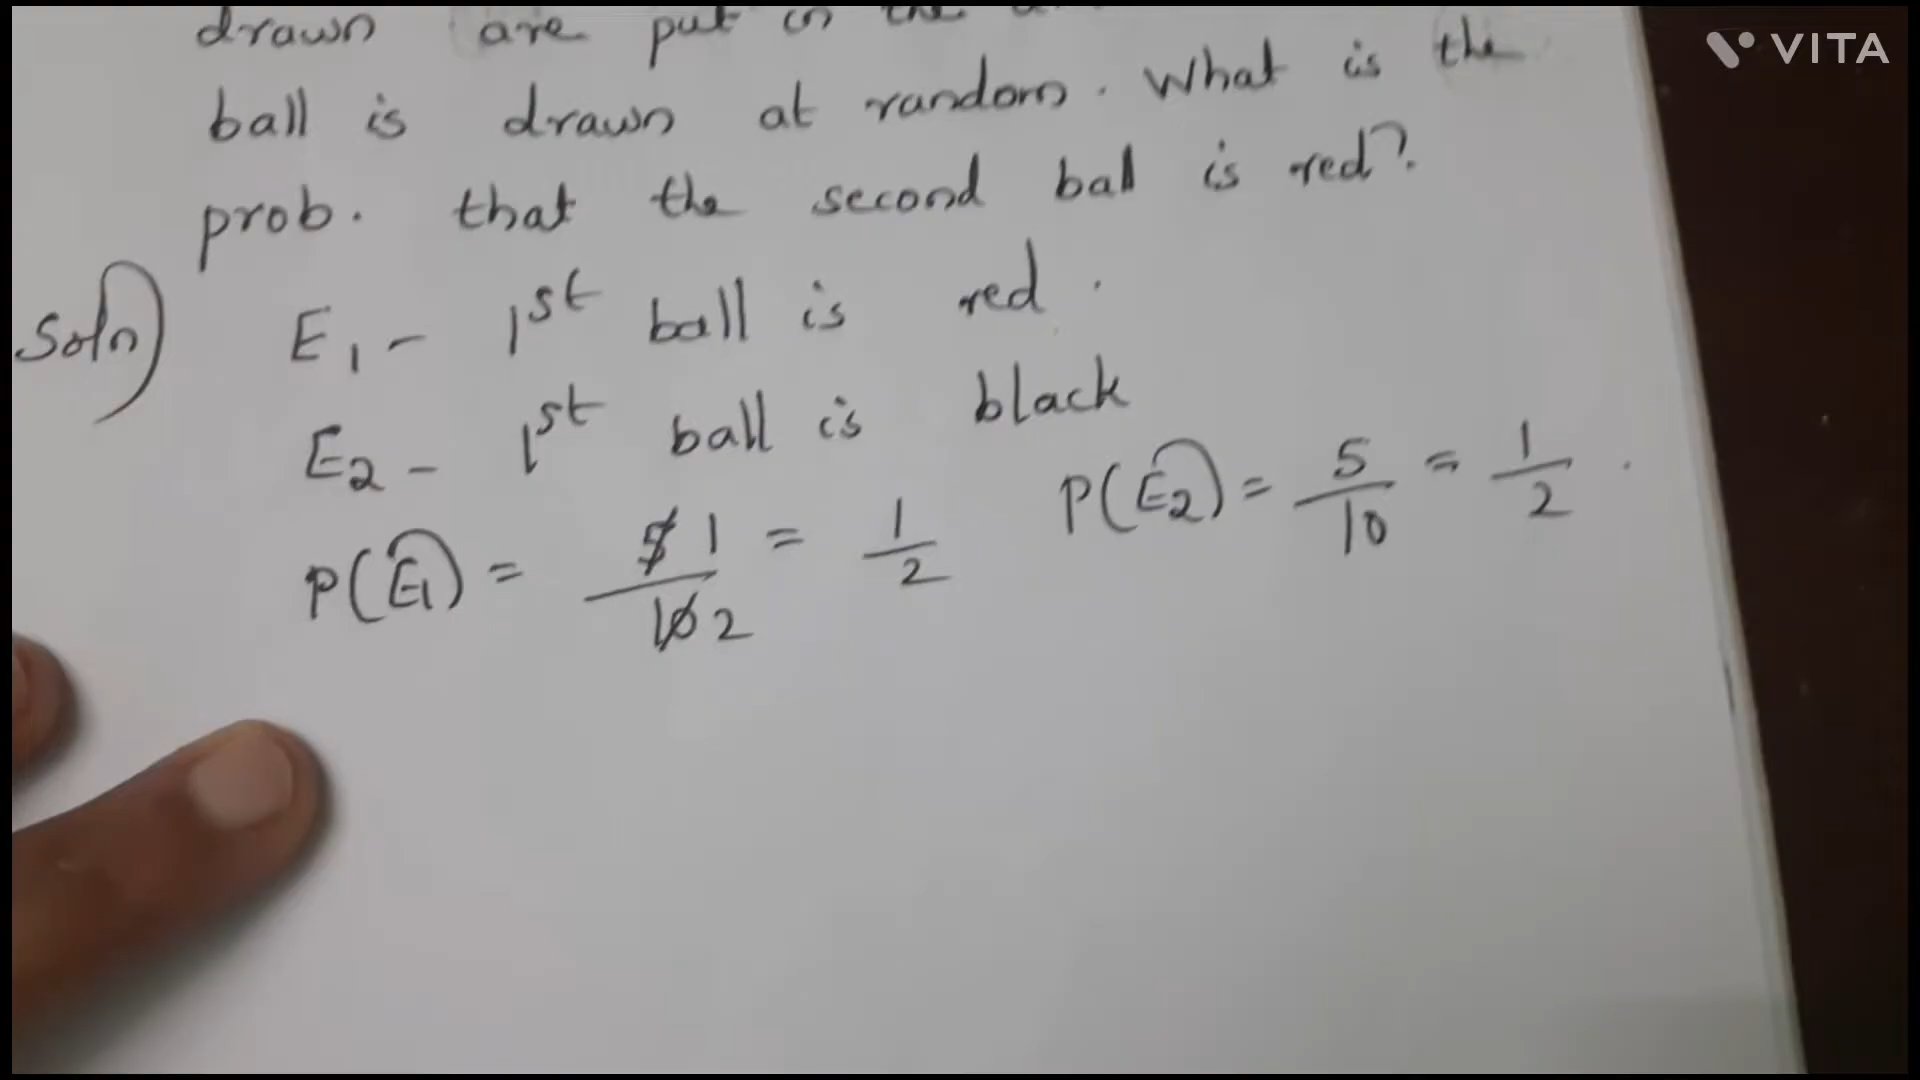 drawn are put in the
ball is drawn at random. What is the
prob. that the second ball is red?
Soln) E1 - 1st ball is red.
E2 - 1st ball is black
P(E1) = 5 1 / 10 2 = 1/2 P(E2) = 5/10 = 1/2.
VITA